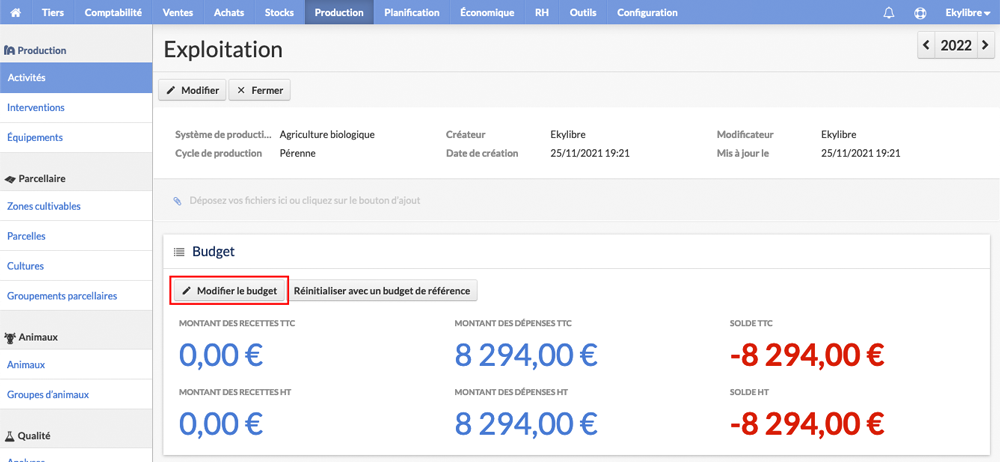 Tiers Comptabilité Ventes Achats Stocks Production Planification Économique RH Outils Configuration Ekylibre
Production
Activités
Interventions
Équipements
Parcellaire
Zones cultivables
Parcelles
Cultures
Groupements parcellaires
Animaux
Animaux
Groupes d'animaux
Qualité
Analyses
Exploitation
2022
Modifier Fermer
Système de producti... Agriculture biologique Créateur Ekylibre Modificateur Ekylibre
Cycle de production Pérenne Date de création 25/11/2021 19:21 Mis à jour le 25/11/2021 19:21
Déposez vos fichiers ici ou cliquez sur le bouton d'ajout
Budget
Modifier le budget Réinitialiser avec un budget de référence
MONTANT DES RECETTES TTC MONTANT DES DÉPENSES TTC SOLDE TTC
0,00 € 8 294,00 € -8 294,00 €
MONTANT DES RECETTES HT MONTANT DES DÉPENSES HT SOLDE HT
0,00 € 8 294,00 € -8 294,00 €